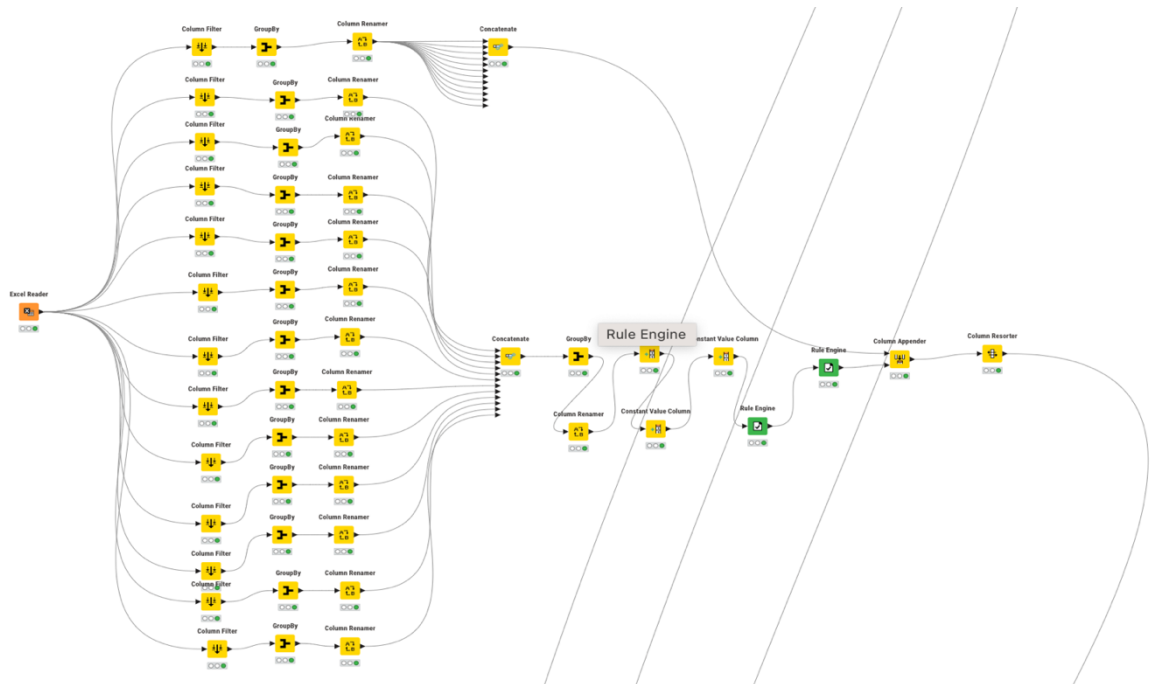 Column Filter
GroupBy
Column Renamer
Concatenate
Column Filter
GroupBy
Column Renamer
Column Filter
GroupBy
Column Renamer
Column Filter
GroupBy
Column Renamer
Column Filter
GroupBy
Column Renamer
Column Filter
GroupBy
Column Renamer
Excel Reader
Column Filter
GroupBy
Column Renamer
Column Filter
GroupBy
Column Renamer
Column Filter
GroupBy
Column Renamer
Column Filter
GroupBy
Column Renamer
Column Filter
GroupBy
Column Renamer
Column Filter
GroupBy
Column Renamer
Column Filter
GroupBy
Column Renamer
Concatenate
GroupBy
Rule Engine
nstant Value Column
Rule Engine
Column Appender
Column Resorter
Column Renamer
Constant Value Column
Rule Engine